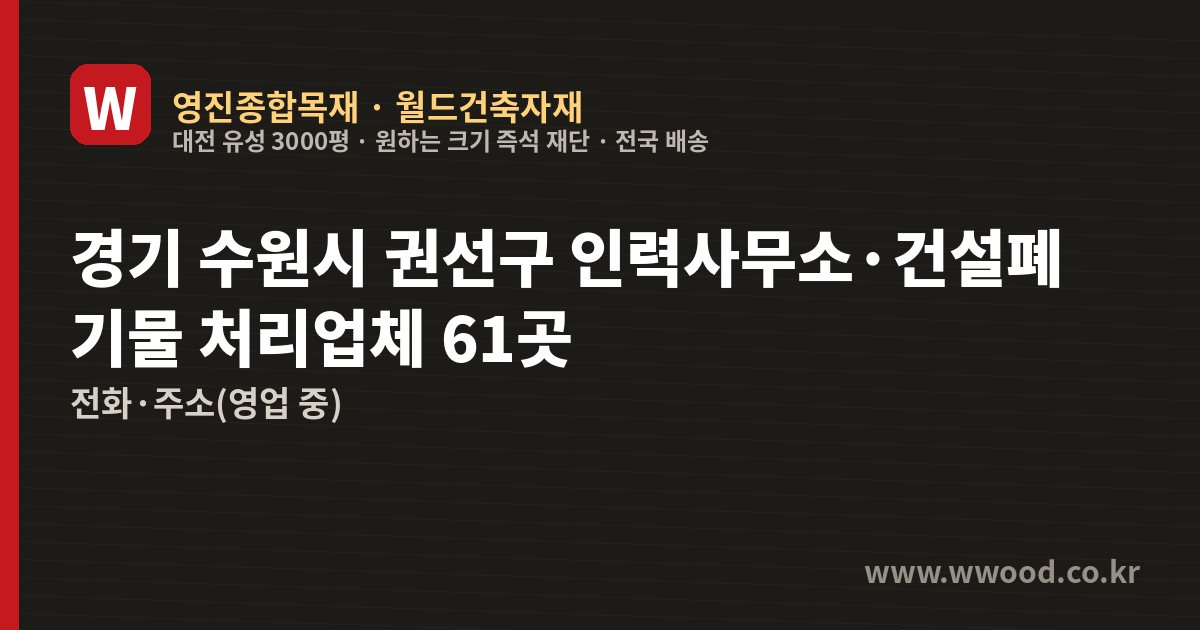 W
영진종합목재 · 월드건축자재
대전 유성 3000평 · 원하는 크기 즉석 재단 · 전국 배송
경기 수원시 권선구 인력사무소·건설폐
기물 처리업체 61곳
전화·주소(영업 중)
www.wwood.co.kr